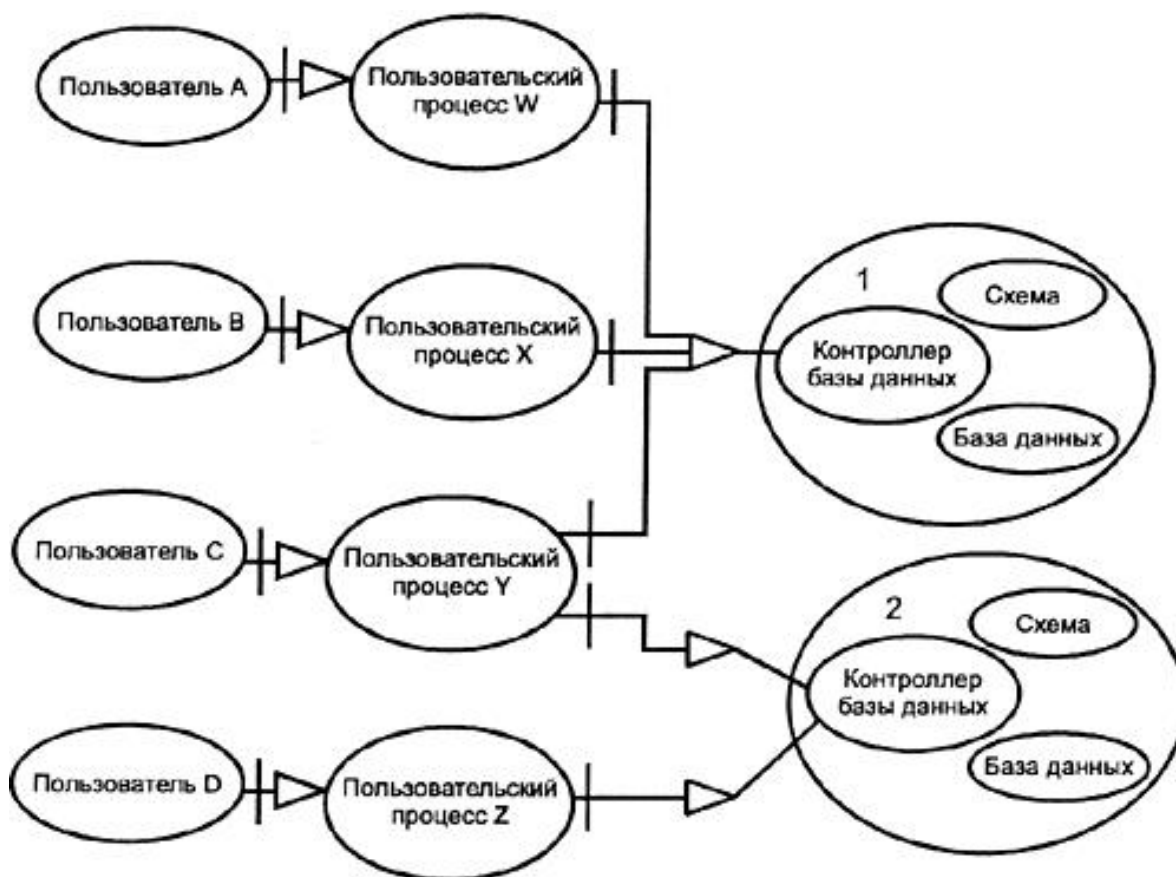 Пользователь A
Пользовательский
процесс W
Пользователь B
Пользовательский
процесс X
1
Схема
Контроллер
базы данных
База данных
Пользователь C
Пользовательский
процесс Y
2
Схема
Контроллер
базы данных
База данных
Пользователь D
Пользовательский
процесс Z